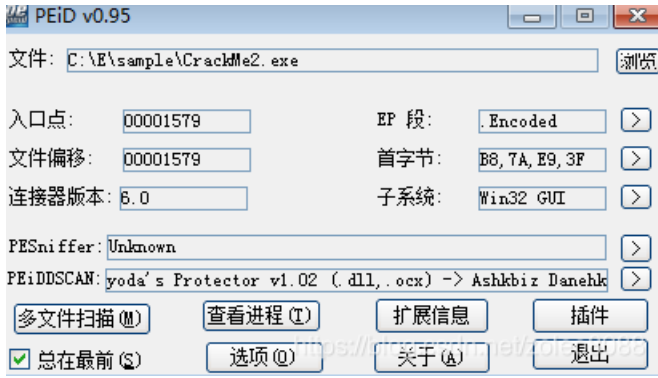 PEiD v0.95
文件: C:\E\sample\CrackMe2.exe 浏览
入口点: 00001579 EP 段: .Encoded >
文件偏移: 00001579 首字节: B8,7A,E9,3F >
连接器版本: 6.0 子系统: Win32 GUI >
PESniffer: Unknown >
PEiDDSCAN: yoda's Protector v1.02 (.dll,.ocx) -> Ashkbiz Danehk >
多文件扫描(M) 查看进程(T) 扩展信息 插件
总在最前(S) 选项(O) 关于(A) 退出